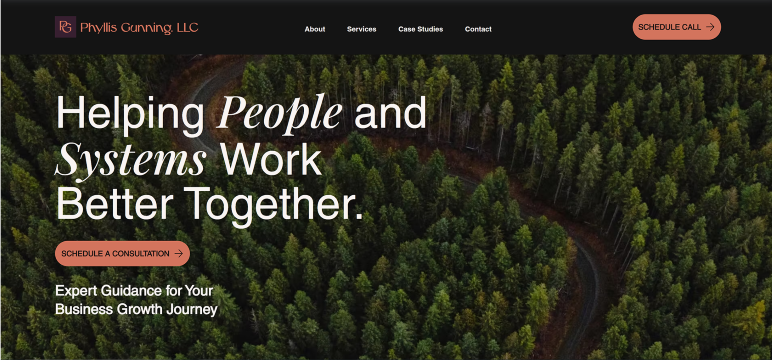 PG Phyllis Gunning, LLC
About Services Case Studies Contact
SCHEDULE CALL
Helping People and
Systems Work
Better Together.
SCHEDULE A CONSULTATION
Expert Guidance for Your
Business Growth Journey